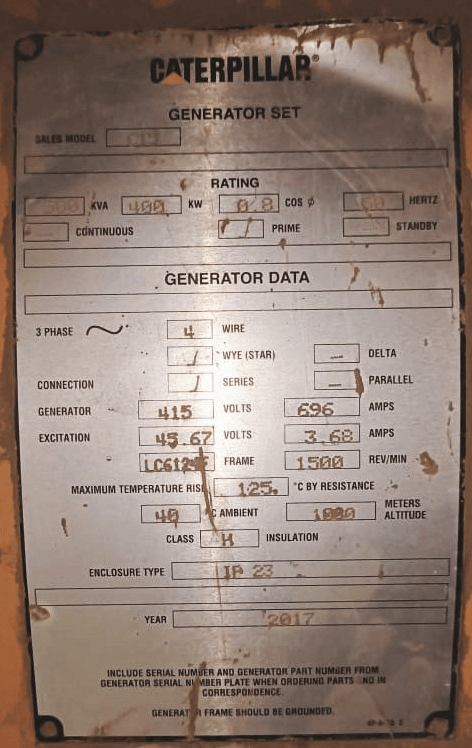 CATERPILLAR®
GENERATOR SET
SALES MODEL
RATING
KVA 400 KW 0.8 COS ø HERTZ
CONTINUOUS / PRIME — STANDBY
GENERATOR DATA
3 PHASE 4 WIRE
/ WYE (STAR) — DELTA
CONNECTION / SERIES — PARALLEL
GENERATOR 415 VOLTS 696 AMPS
EXCITATION 45.67 VOLTS 3.68 AMPS
FRAME 1500 REV/MIN
MAXIMUM TEMPERATURE RISE 125. °C BY RESISTANCE
40 °C AMBIENT 1000 METERS ALTITUDE
CLASS H INSULATION
ENCLOSURE TYPE IP 23
YEAR 2017
INCLUDE SERIAL NUMBER AND GENERATOR PART NUMBER FROM
GENERATOR SERIAL NUMBER PLATE WHEN ORDERING PARTS AND IN
CORRESPONDENCE.
GENERATOR FRAME SHOULD BE GROUNDED.